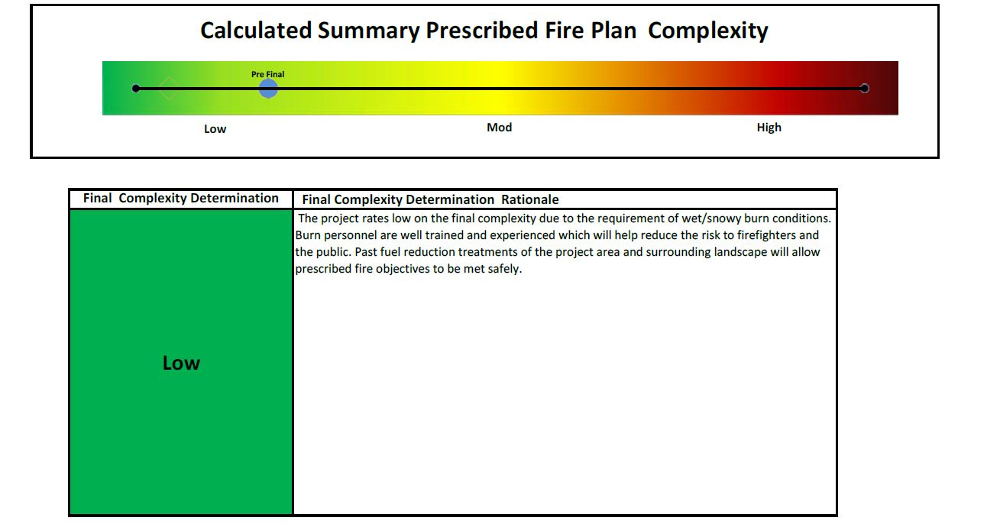 Calculated Summary Prescribed Fire Plan Complexity
Pre Final
Low Mod High
Final Complexity Determination
Final Complexity Determination Rationale
The project rates low on the final complexity due to the requirement of wet/snowy burn conditions.
Burn personnel are well trained and experienced which will help reduce the risk to firefighters and
the public. Past fuel reduction treatments of the project area and surrounding landscape will allow
prescribed fire objectives to be met safely.
Low